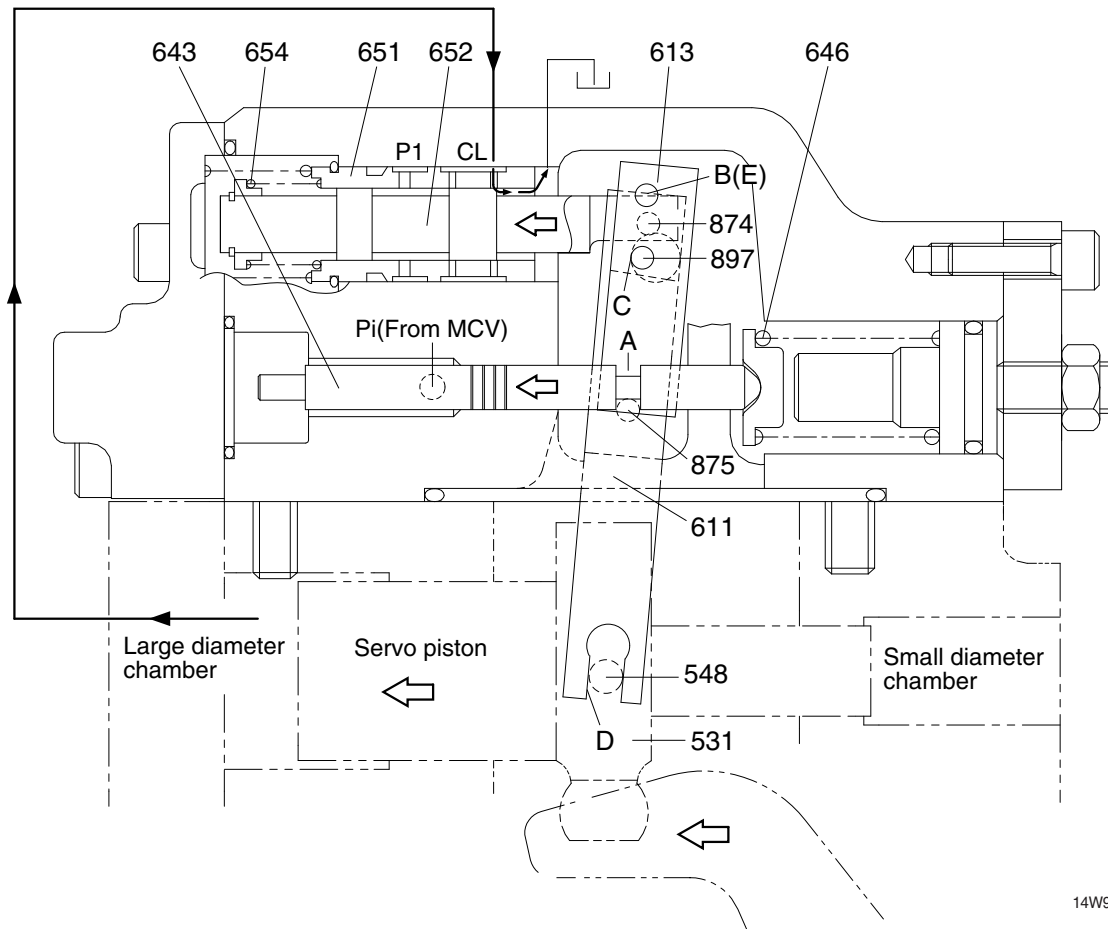 643
654
651
652
613
646
P1
CL
B(E)
874
897
C
A
Pi(From MCV)
875
611
Large diameter
chamber
Servo piston
548
Small diameter
chamber
D
531
14W9